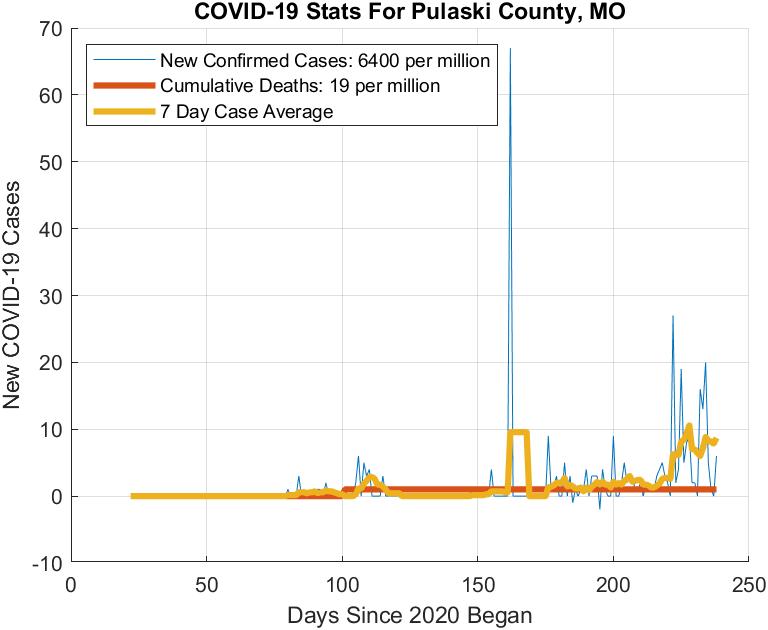 COVID-19 Stats For Pulaski County, MO
New Confirmed Cases: 6400 per million
Cumulative Deaths: 19 per million
7 Day Case Average
New COVID-19 Cases
70
60
50
40
30
20
10
0
-10
0 50 100 150 200 250
Days Since 2020 Began